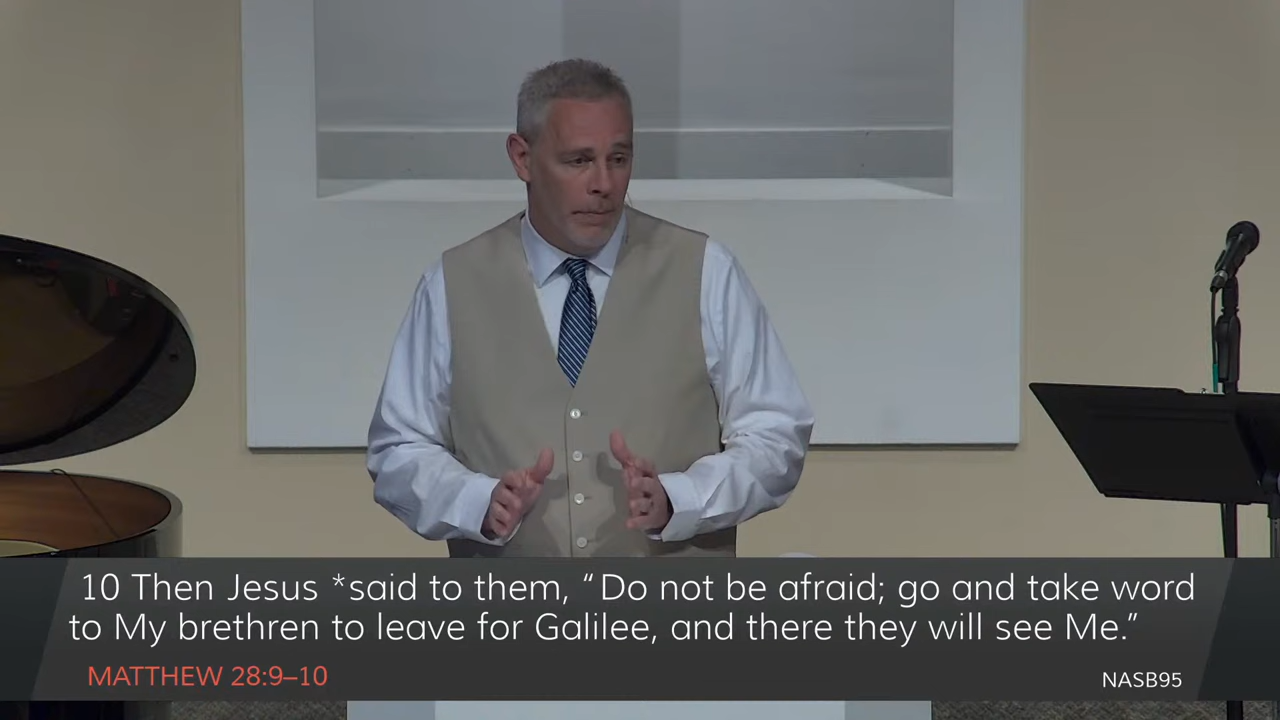 10 Then Jesus *said to them, “Do not be afraid; go and take word
to My brethren to leave for Galilee, and there they will see Me.”
MATTHEW 28:9–10
NASB95